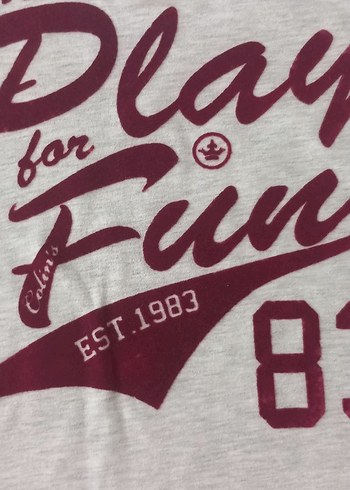 Play
for
Fun
Colin's
EST.1983
83